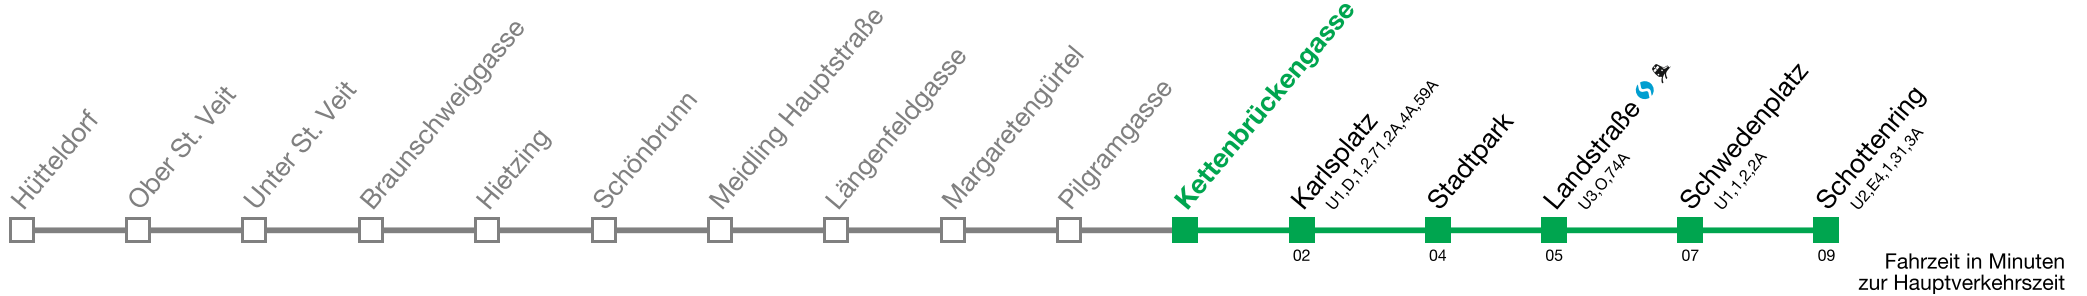 Hütteldorf
Ober St. Veit
Unter St. Veit
Braunschweiggasse
Hietzing
Schönbrunn
Meidling Hauptstraße
Längenfeldgasse
Margaretengürtel
Pilgramgasse
Kettenbrückengasse
Karlsplatz
U1,D,1,2,71,2A,4A,59A
Stadtpark
Landstraße
U3,O,74A
Schwedenplatz
U1,1,2,2A
Schottenring
U2,E4,1,31,3A
02
04
05
07
09
Fahrzeit in Minuten
zur Hauptverkehrszeit